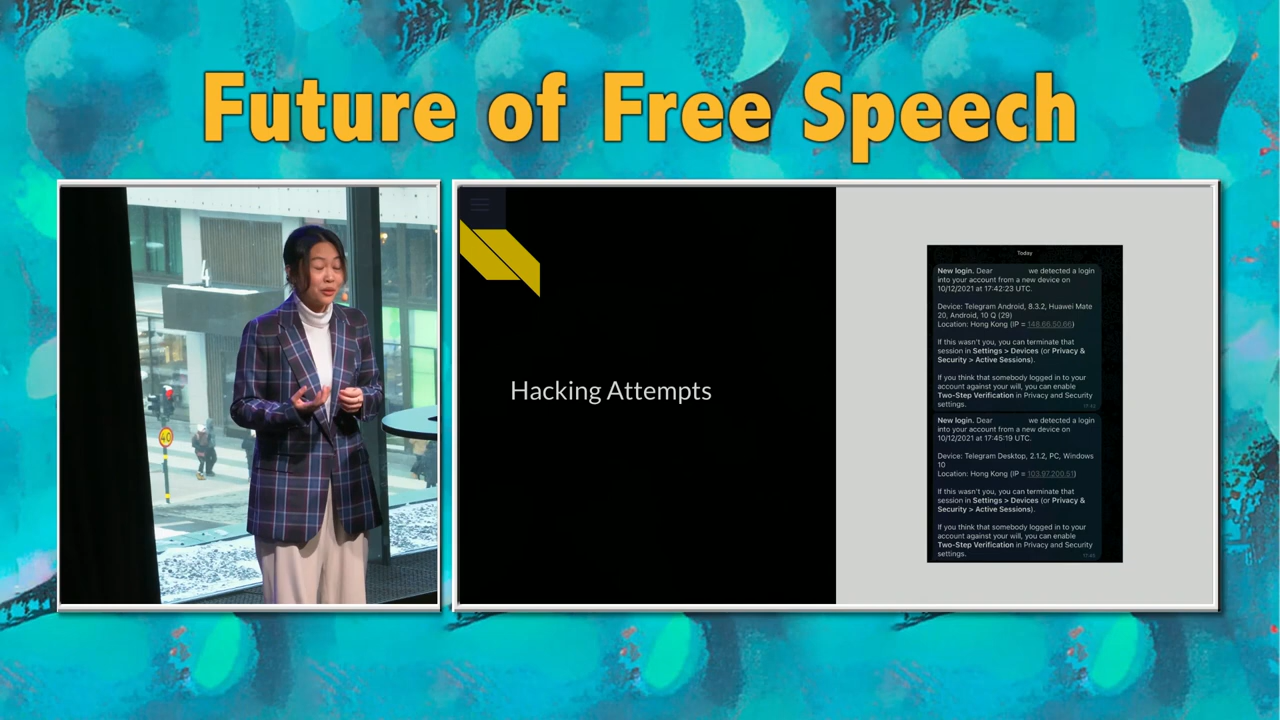 Future of Free Speech
4
40
Hacking Attempts
Today
New login. Dear we detected a login
into your account from a new device on
10/12/2021 at 17:42:23 UTC.
Device: Telegram Android, 8.3.2, Huawei Mate
20, Android, 10 Q (29)
Location: Hong Kong (IP = 148.66.50.66)
If this wasn't you, you can terminate that
session in Settings > Devices (or Privacy &
Security > Active Sessions).
If you think that somebody logged in to your
account against your will, you can enable
Two-Step Verification in Privacy and Security
settings.
New login. Dear we detected a login
into your account from a new device on
10/12/2021 at 17:45:19 UTC.
Device: Telegram Desktop, 2.1.2, PC, Windows
10
Location: Hong Kong (IP = 103.97.200.51)
If this wasn't you, you can terminate that
session in Settings > Devices (or Privacy &
Security > Active Sessions).
If you think that somebody logged in to your
account against your will, you can enable
Two-Step Verification in Privacy and Security
settings.